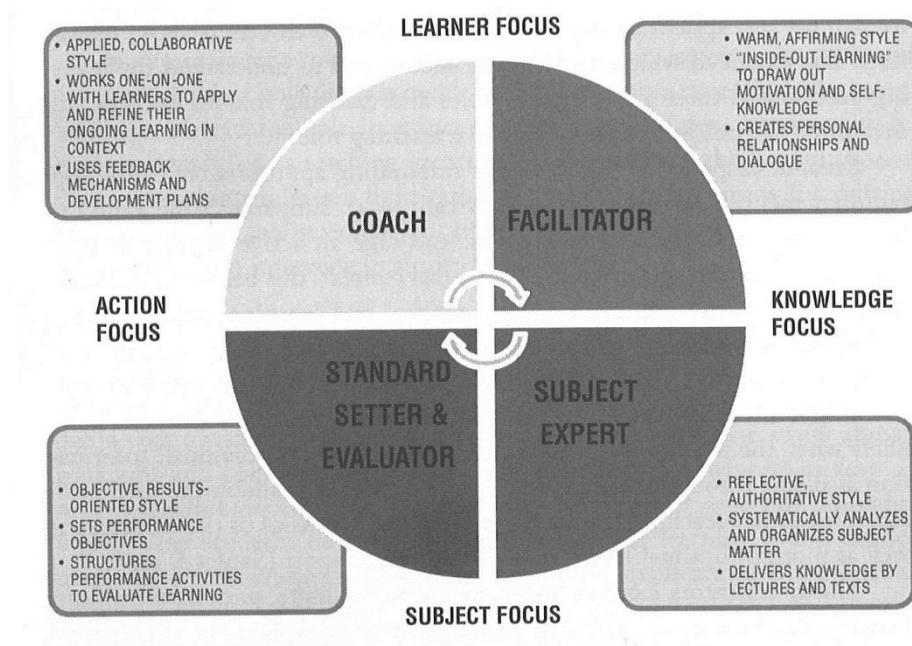 LEARNER FOCUS
• APPLIED, COLLABORATIVE
STYLE
• WORKS ONE-ON-ONE
WITH LEARNERS TO APPLY
AND REFINE THEIR
ONGOING LEARNING IN
CONTEXT
• USES FEEDBACK
MECHANISMS AND
DEVELOPMENT PLANS
• WARM, AFFIRMING STYLE
• “INSIDE-OUT LEARNING”
TO DRAW OUT
MOTIVATION AND SELF-
KNOWLEDGE
• CREATES PERSONAL
RELATIONSHIPS AND
DIALOGUE
COACH
FACILITATOR
ACTION
FOCUS
KNOWLEDGE
FOCUS
STANDARD
SETTER &
EVALUATOR
SUBJECT
EXPERT
• OBJECTIVE, RESULTS-
ORIENTED STYLE
• SETS PERFORMANCE
OBJECTIVES
• STRUCTURES
PERFORMANCE ACTIVITIES
TO EVALUATE LEARNING
• REFLECTIVE,
AUTHORITATIVE STYLE
• SYSTEMATICALLY ANALYZES
AND ORGANIZES SUBJECT
MATTER
• DELIVERS KNOWLEDGE BY
LECTURES AND TEXTS
SUBJECT FOCUS